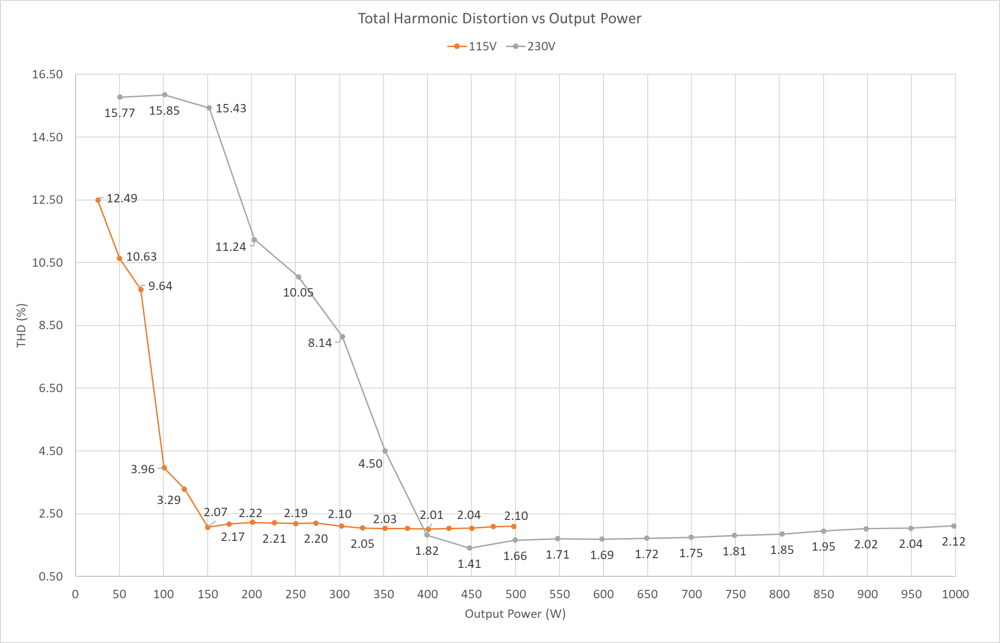 Total Harmonic Distortion vs Output Power
115V 230V
16.50
15.77 15.85 15.43
14.50
12.50 12.49
11.24
10.50 10.63
10.05
9.64
THD (%)
8.50
8.14
6.50
4.50 4.50
3.96
3.29
2.50 2.07 2.22 2.19 2.10 2.03 2.01 2.04 2.10
2.17 2.21 2.20 2.05
1.82 1.41 1.66 1.71 1.69 1.72 1.75 1.81 1.85 1.95 2.02 2.04 2.12
0.50
0 50 100 150 200 250 300 350 400 450 500 550 600 650 700 750 800 850 900 950 1000
Output Power (W)